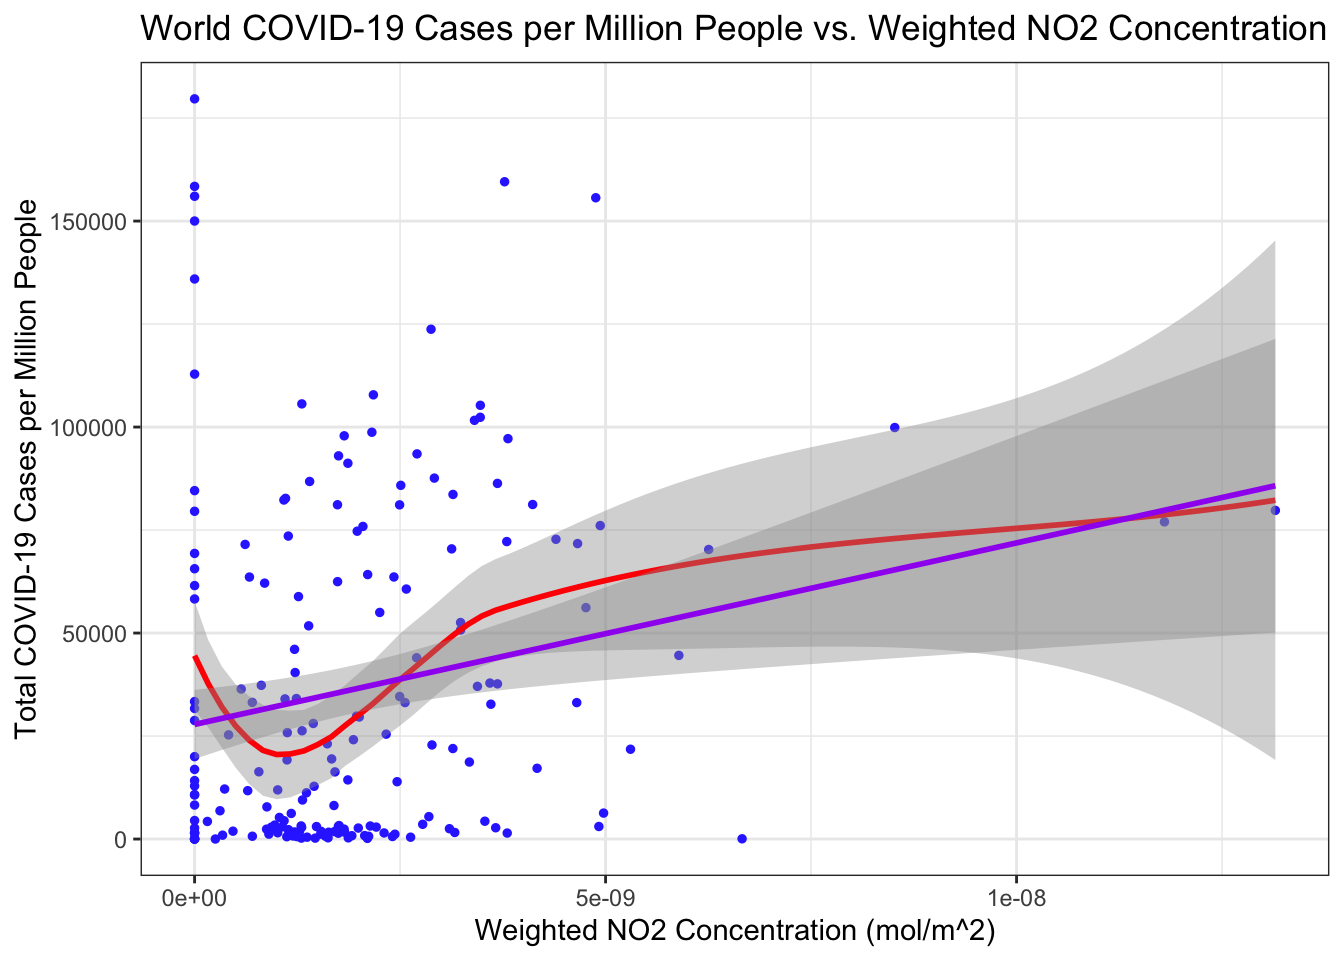 World COVID-19 Cases per Million People vs. Weighted NO2 Concentration
Total COVID-19 Cases per Million People
150000
100000
50000
0
0e+00
5e-09
1e-08
Weighted NO2 Concentration (mol/m^2)